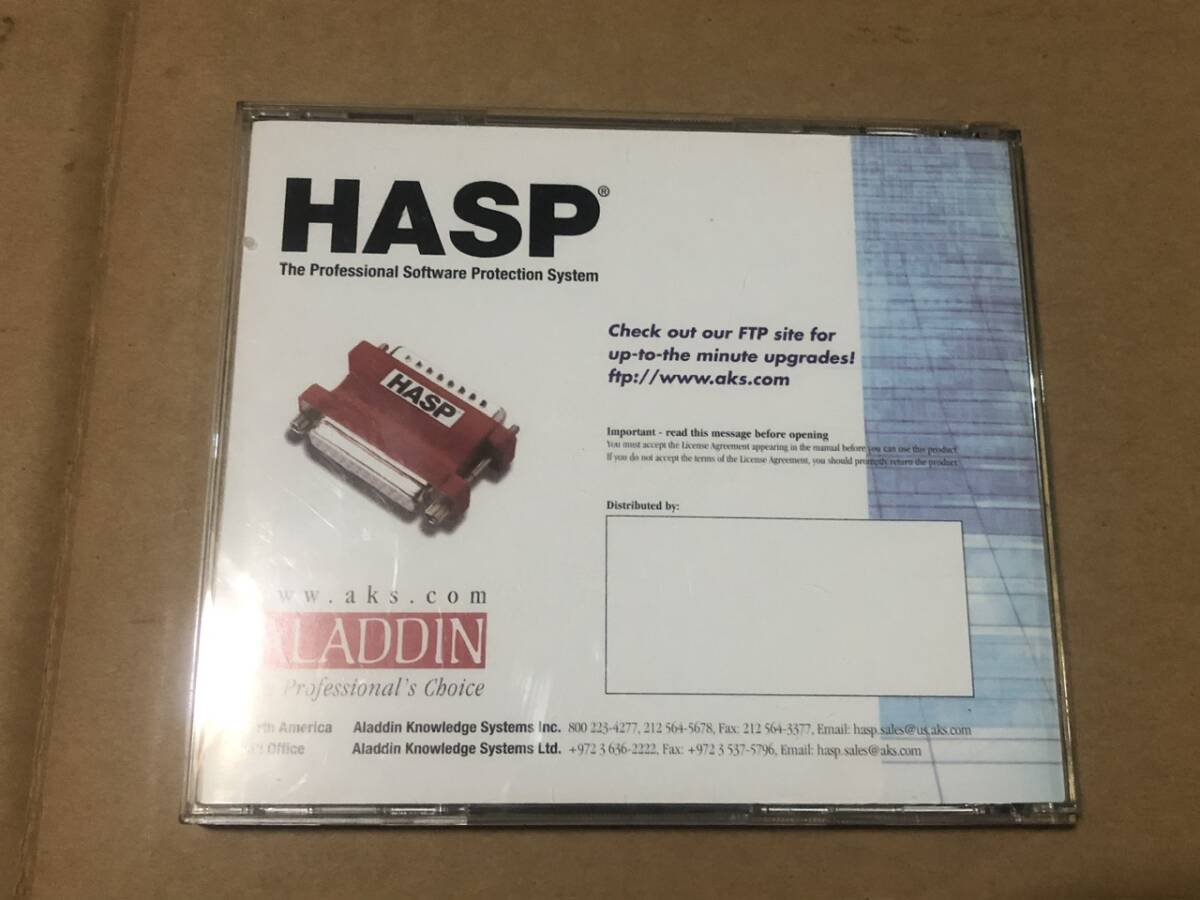 HASP®
The Professional Software Protection System
HASP
Check out our FTP site for
up-to-the minute upgrades!
ftp://www.aks.com
Important - read this message before opening
You must accept the License Agreement appearing in the manual before you can use this product
If you do not accept the terms of the License Agreement, you should promptly return the product
Distributed by:
w.aks.com
ALADDIN
Professional's Choice
North America Aladdin Knowledge Systems Inc. 800 223-4277, 212 564-5678, Fax: 212 564-3377, Email: hasp.sales@us.aks.com
Office Aladdin Knowledge Systems Ltd. +972 3 636-2222, Fax: +972 3 537-5796, Email: hasp.sales@aks.com